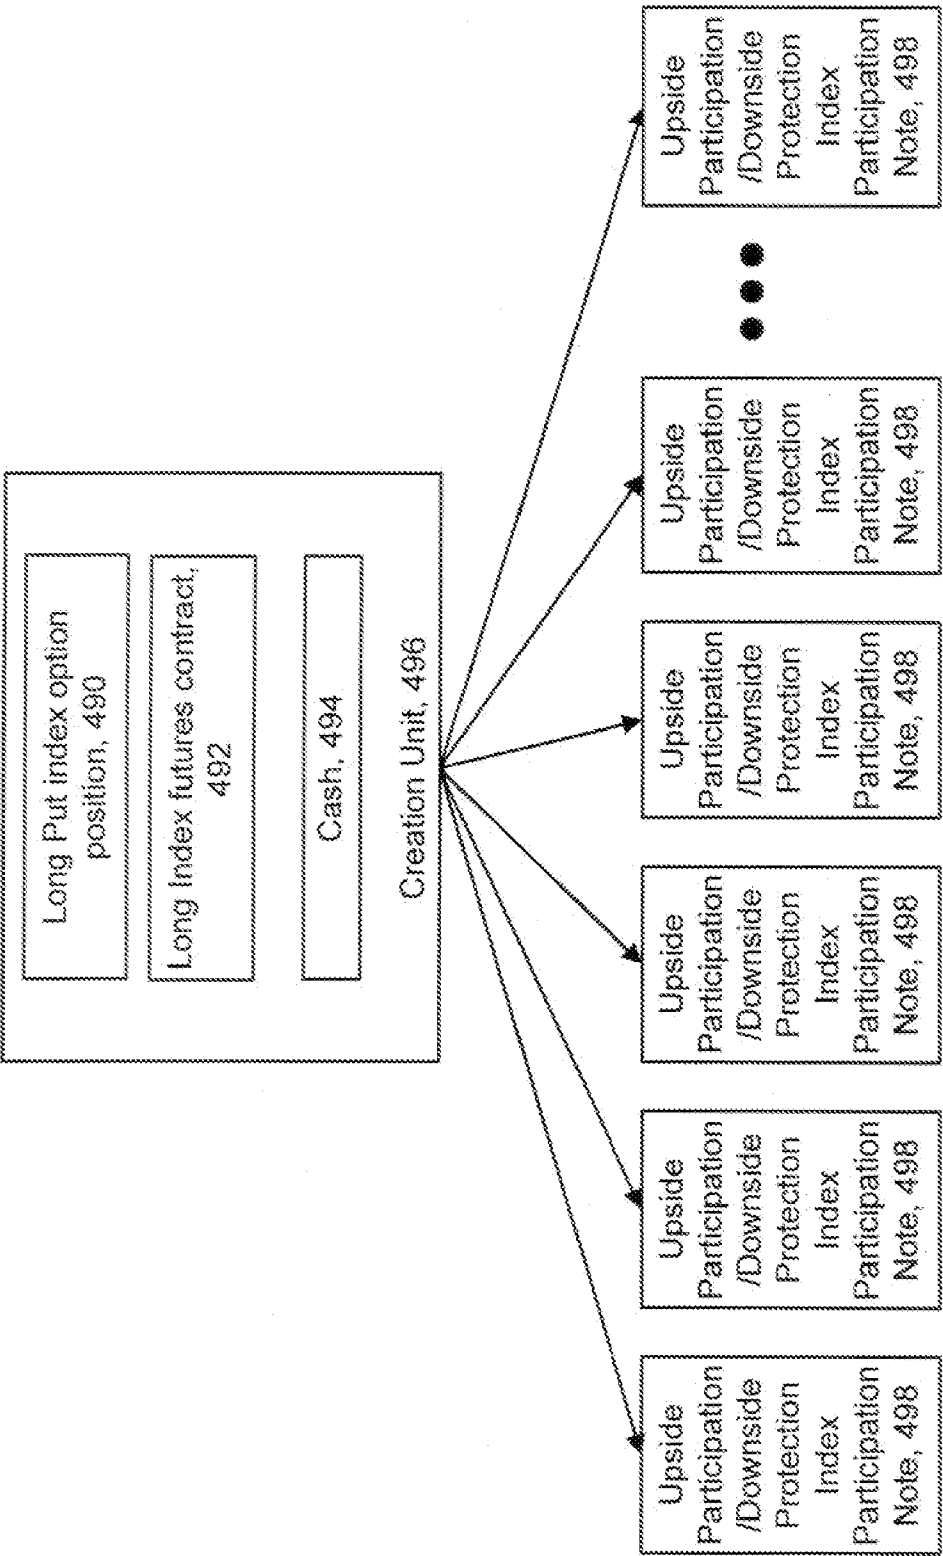 Long Put index option
position, 490
Long Index futures contract,
492
Cash, 494
Creation Unit, 496
Upside
Participation
/Downside
Protection
Index
Participation
Note, 498
Upside
Participation
/Downside
Protection
Index
Participation
Note, 498
Upside
Participation
/Downside
Protection
Index
Participation
Note, 498
Upside
Participation
/Downside
Protection
Index
Participation
Note, 498
Upside
Participation
/Downside
Protection
Index
Participation
Note, 498
Upside
Participation
/Downside
Protection
Index
Participation
Note, 498